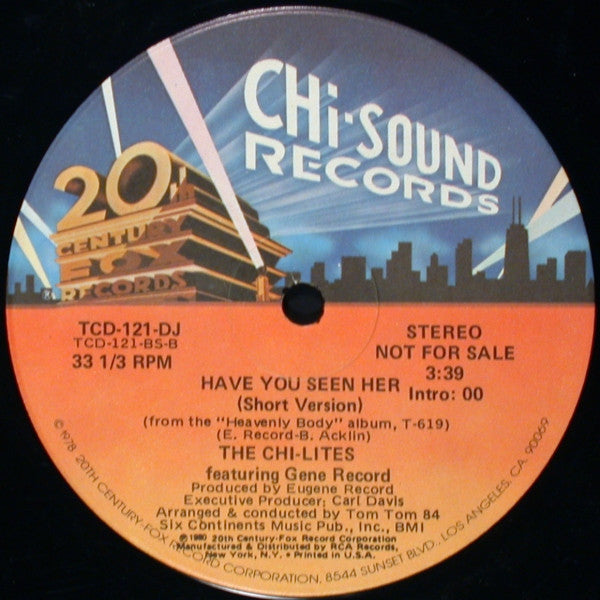 CHi-SOUND
RECORDS
20th
CENTURY
FOX
RECORDS
TCD-121-DJ
TCD-121-BS-B
33 1/3 RPM
STEREO
NOT FOR SALE
3:39
Intro: 00
HAVE YOU SEEN HER
(Short Version)
(from the "Heavenly Body" album, T-619)
(E. Record-B. Acklin)
THE CHI-LITES
featuring Gene Record
Produced by Eugene Record
Executive Producer; Carl Davis
Arranged & conducted by Tom Tom 84
Six Continents Music Pub., Inc., BMI
℗ 1980 20th Century-Fox Record Corporation
Manufactured & Distributed by RCA Records,
New York, N.Y. • Printed in U.S.A.
©1978 20TH CENTURY-FOX RECORD CORPORATION, 8544 SUNSET BLVD., LOS ANGELES, CA. 90069